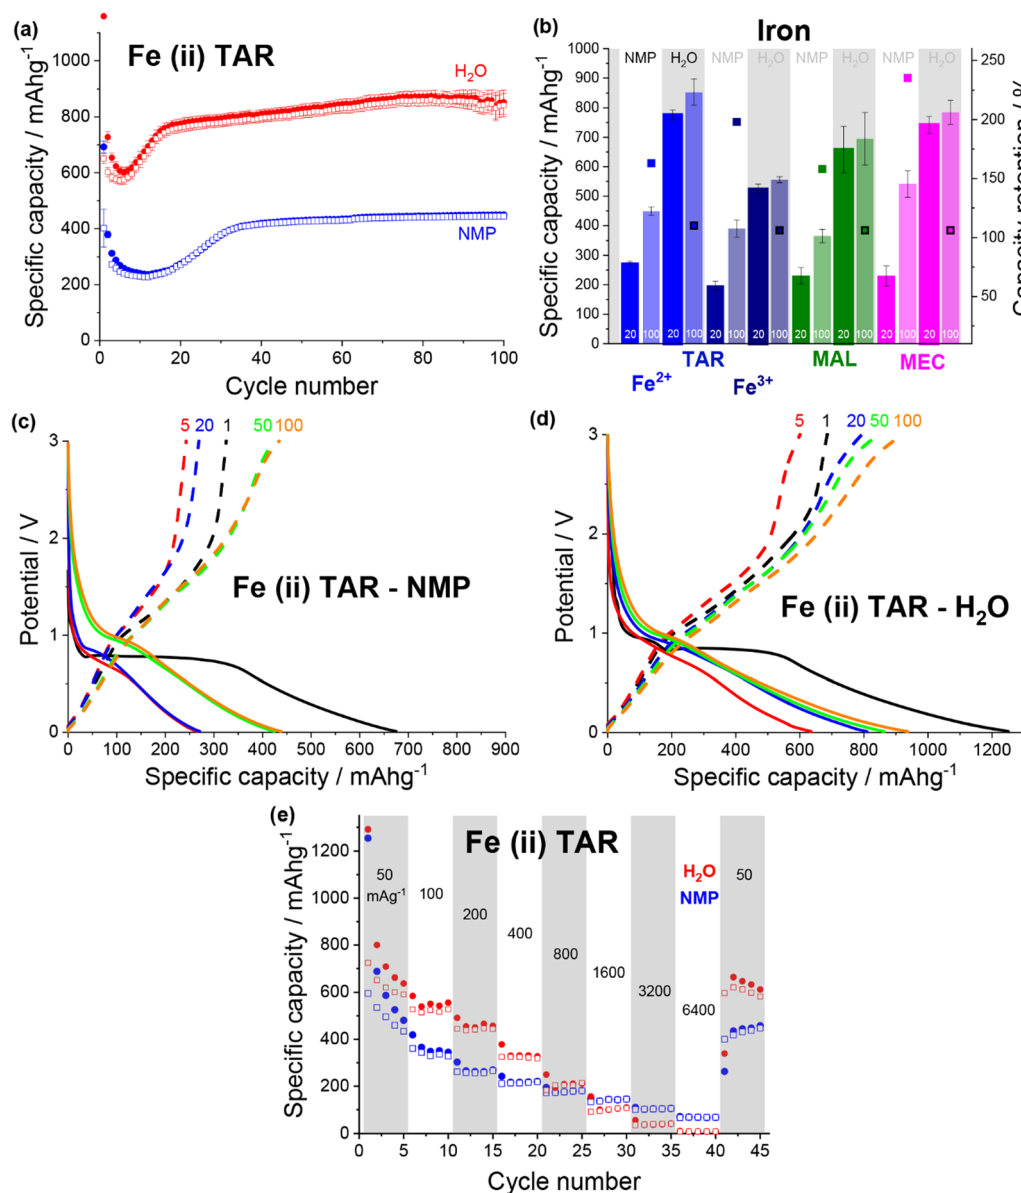 (a)
Fe (ii) TAR
H₂O
NMP
Specific capacity / mAhg⁻¹
1000
800
600
400
200
0
0 20 40 60 80 100
Cycle number
(b)
Iron
NMP H₂O NMP H₂O NMP H₂O NMP H₂O
Specific capacity / mAhg⁻¹
1000
900
800
700
600
500
400
300
200
100
0
250
200
150
100
50
Capacity retention / %
20 100 20 100 20 100 20 100 20 100 20 100 20 100 20 100
TAR MAL MEC
Fe²⁺ Fe³⁺
(c)
5 20 1 50 100
Potential / V
3
2
1
0
Fe (ii) TAR - NMP
0 100 200 300 400 500 600 700 800 900
Specific capacity / mAhg⁻¹
(d)
5 1 20 50 100
Potential / V
3
2
1
0
Fe (ii) TAR - H₂O
0 200 400 600 800 1000 1200
Specific capacity / mAhg⁻¹
(e)
Fe (ii) TAR
H₂O
NMP
Specific capacity / mAhg⁻¹
1200
1000
800
600
400
200
0
50
mAg⁻¹
100
200
400
800
1600
3200
6400
50
0 5 10 15 20 25 30 35 40 45
Cycle number